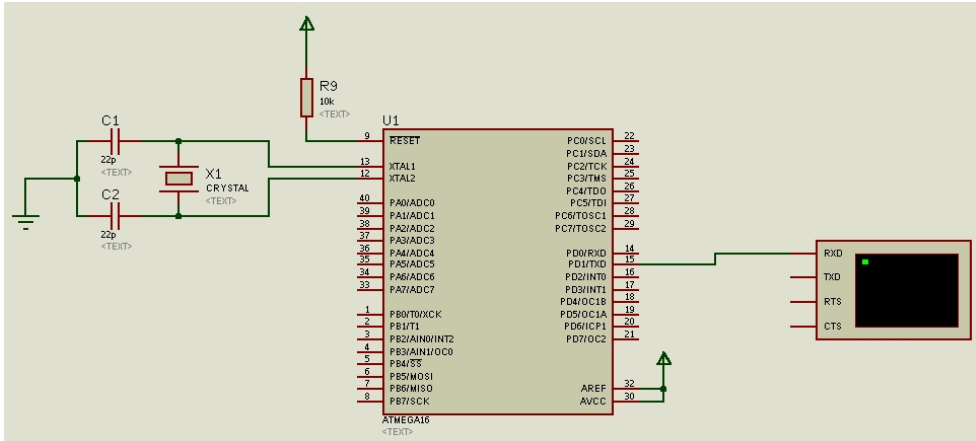 R9
10k
<TEXT>
C1
22p
<TEXT>
X1
CRYSTAL
<TEXT>
C2
22p
<TEXT>
U1
9 RESET
13 XTAL1
12 XTAL2
40 PA0/ADC0
39 PA1/ADC1
38 PA2/ADC2
37 PA3/ADC3
36 PA4/ADC4
35 PA5/ADC5
34 PA6/ADC6
33 PA7/ADC7
1 PB0/T0/XCK
2 PB1/T1
3 PB2/AIN0/INT2
4 PB3/AIN1/OC0
5 PB4/SS
6 PB5/MOSI
7 PB6/MISO
8 PB7/SCK
PC0/SCL 22
PC1/SDA 23
PC2/TCK 24
PC3/TMS 25
PC4/TDO 26
PC5/TDI 27
PC6/TOSC1 28
PC7/TOSC2 29
PD0/RXD 14
PD1/TXD 15
PD2/INT0 16
PD3/INT1 17
PD4/OC1B 18
PD5/OC1A 19
PD6/ICP1 20
PD7/OC2 21
AREF 32
AVCC 30
ATMEGA16
<TEXT>
RXD
TXD
RTS
CTS